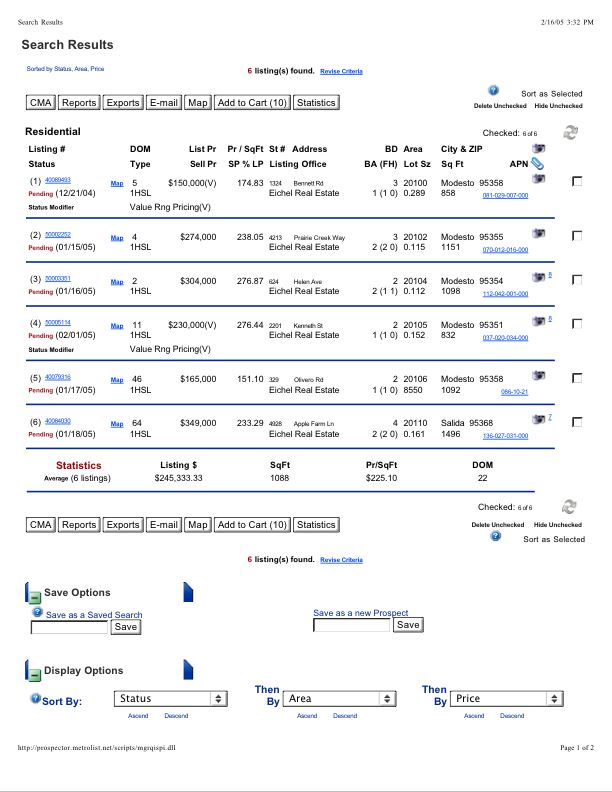 Search Results 2/16/05 3:32 PM
Search Results
Sorted by Status, Area, Price
6 listing(s) found. Revise Criteria
CMA Reports Exports E-mail Map Add to Cart (10) Statistics
Sort as Selected
Delete Unchecked Hide Unchecked
Residential Checked: 6 of 6
Listing # DOM List Pr Pr / SqFt St # Address BD Area City & ZIP
Status Type Sell Pr SP % LP Listing Office BA (FH) Lot Sz Sq Ft APN
(1) 40089493 Map 5 $150,000(V) 174.83 1324 Bennett Rd 3 20100 Modesto 95358
Pending (12/21/04) 1HSL Eichel Real Estate 1 (1 0) 0.289 858 081-029-007-000
Status Modifier Value Rng Pricing(V)
(2) 50002252 Map 4 $274,000 238.05 4213 Prairie Creek Way 2 20102 Modesto 95355
Pending (01/15/05) 1HSL Eichel Real Estate 2 (2 0) 0.115 1151 070-012-016-000
(3) 50003351 Map 2 $304,000 276.87 624 Helen Ave 2 20104 Modesto 95354 8
Pending (01/16/05) 1HSL Eichel Real Estate 2 (1 1) 0.112 1098 112-042-001-000
(4) 50005114 Map 11 $230,000(V) 276.44 2201 Kenneth St 2 20105 Modesto 95351 6
Pending (02/01/05) 1HSL Eichel Real Estate 1 (1 0) 0.152 832 037-020-034-000
Status Modifier Value Rng Pricing(V)
(5) 40079316 Map 46 $165,000 151.10 329 Olivero Rd 2 20106 Modesto 95358
Pending (01/17/05) 1HSL Eichel Real Estate 1 (1 0) 8550 1092 086-10-21
(6) 40084030 Map 64 $349,000 233.29 4928 Apple Farm Ln 4 20110 Salida 95368 7
Pending (01/18/05) 1HSL Eichel Real Estate 2 (2 0) 0.161 1496 136-027-031-000
Statistics Listing $ SqFt Pr/SqFt DOM
Average (6 listings) $245,333.33 1088 $225.10 22
Checked: 6 of 6
CMA Reports Exports E-mail Map Add to Cart (10) Statistics
Delete Unchecked Hide Unchecked
Sort as Selected
6 listing(s) found. Revise Criteria
Save Options
Save as a Saved Search Save as a new Prospect
Save Save
Display Options
Sort By: Status Then By Area Then By Price
Ascend Descend Ascend Descend Ascend Descend
http://prospector.metrolist.net/scripts/mgrqispi.dll Page 1 of 2